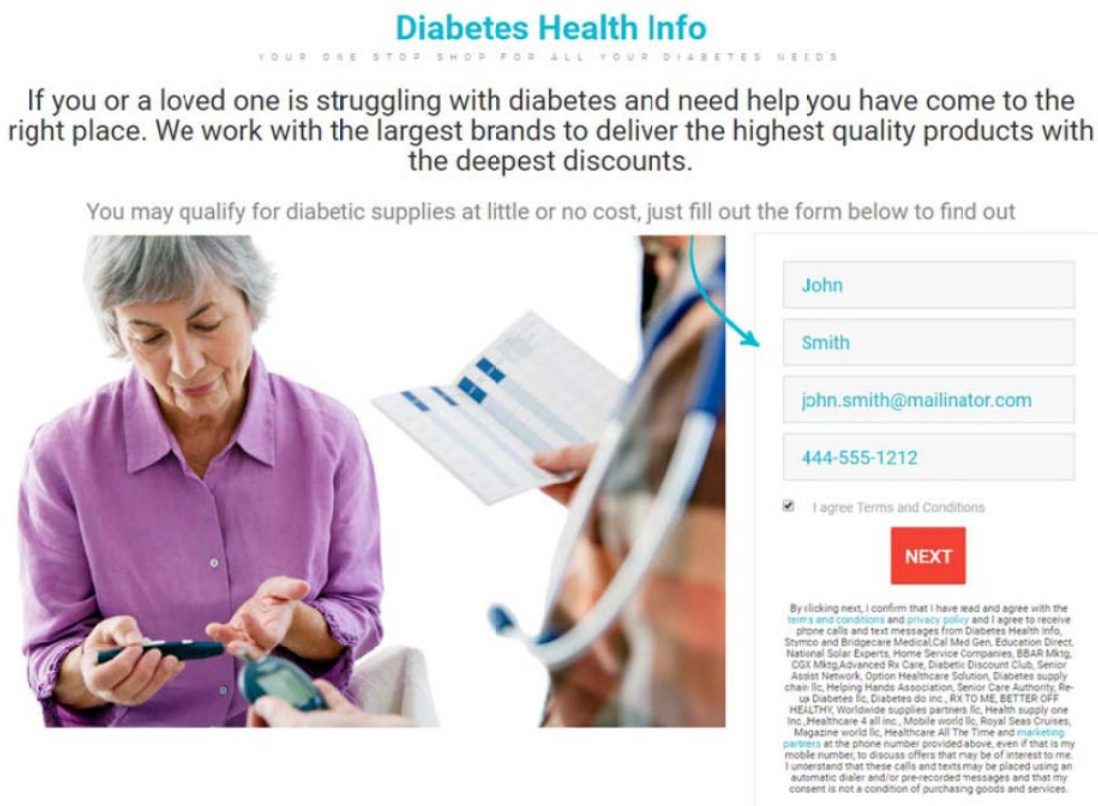 Diabetes Health Info
YOUR ONE STOP SHOP FOR ALL YOUR DIABETES NEEDS
If you or a loved one is struggling with diabetes and need help you have come to the
right place. We work with the largest brands to deliver the highest quality products with
the deepest discounts.
You may qualify for diabetic supplies at little or no cost, just fill out the form below to find out
John
Smith
john.smith@mailinator.com
444-555-1212
I agree Terms and Conditions
NEXT
By clicking next, I confirm that I have read and agree with the
terms and conditions and privacy policy and I agree to receive
phone calls and text messages from Diabetes Health Info,
Stymco and Bridgecare Medical,Cal Med Gen, Education Direct,
National Solar Experts, Home Service Companies, BBAR Mktg,
CGX Mktg,Advanced Rx Care, Diabetic Discount Club, Senior
Assist Network, Option Healthcare Solution, Diabetes supply
chain llc, Helping Hands Association, Senior Care Authority, Re-
up Diabetes llc, Diabetes do inc., RX TO ME, BETTER OFF
HEALTHY, Worldwide supplies partners llc, Health supply one
Inc.,Healthcare 4 all inc., Mobile world llc, Royal Seas Cruises,
Magazine world llc, Healthcare All The Time and marketing
partners at the phone number provided above, even if that is my
mobile number, to discuss offers that may be of interest to me.
I understand that these calls and texts may be placed using an
automatic dialer and/or pre-recorded messages and that my
consent is not a condition of purchasing goods and services.